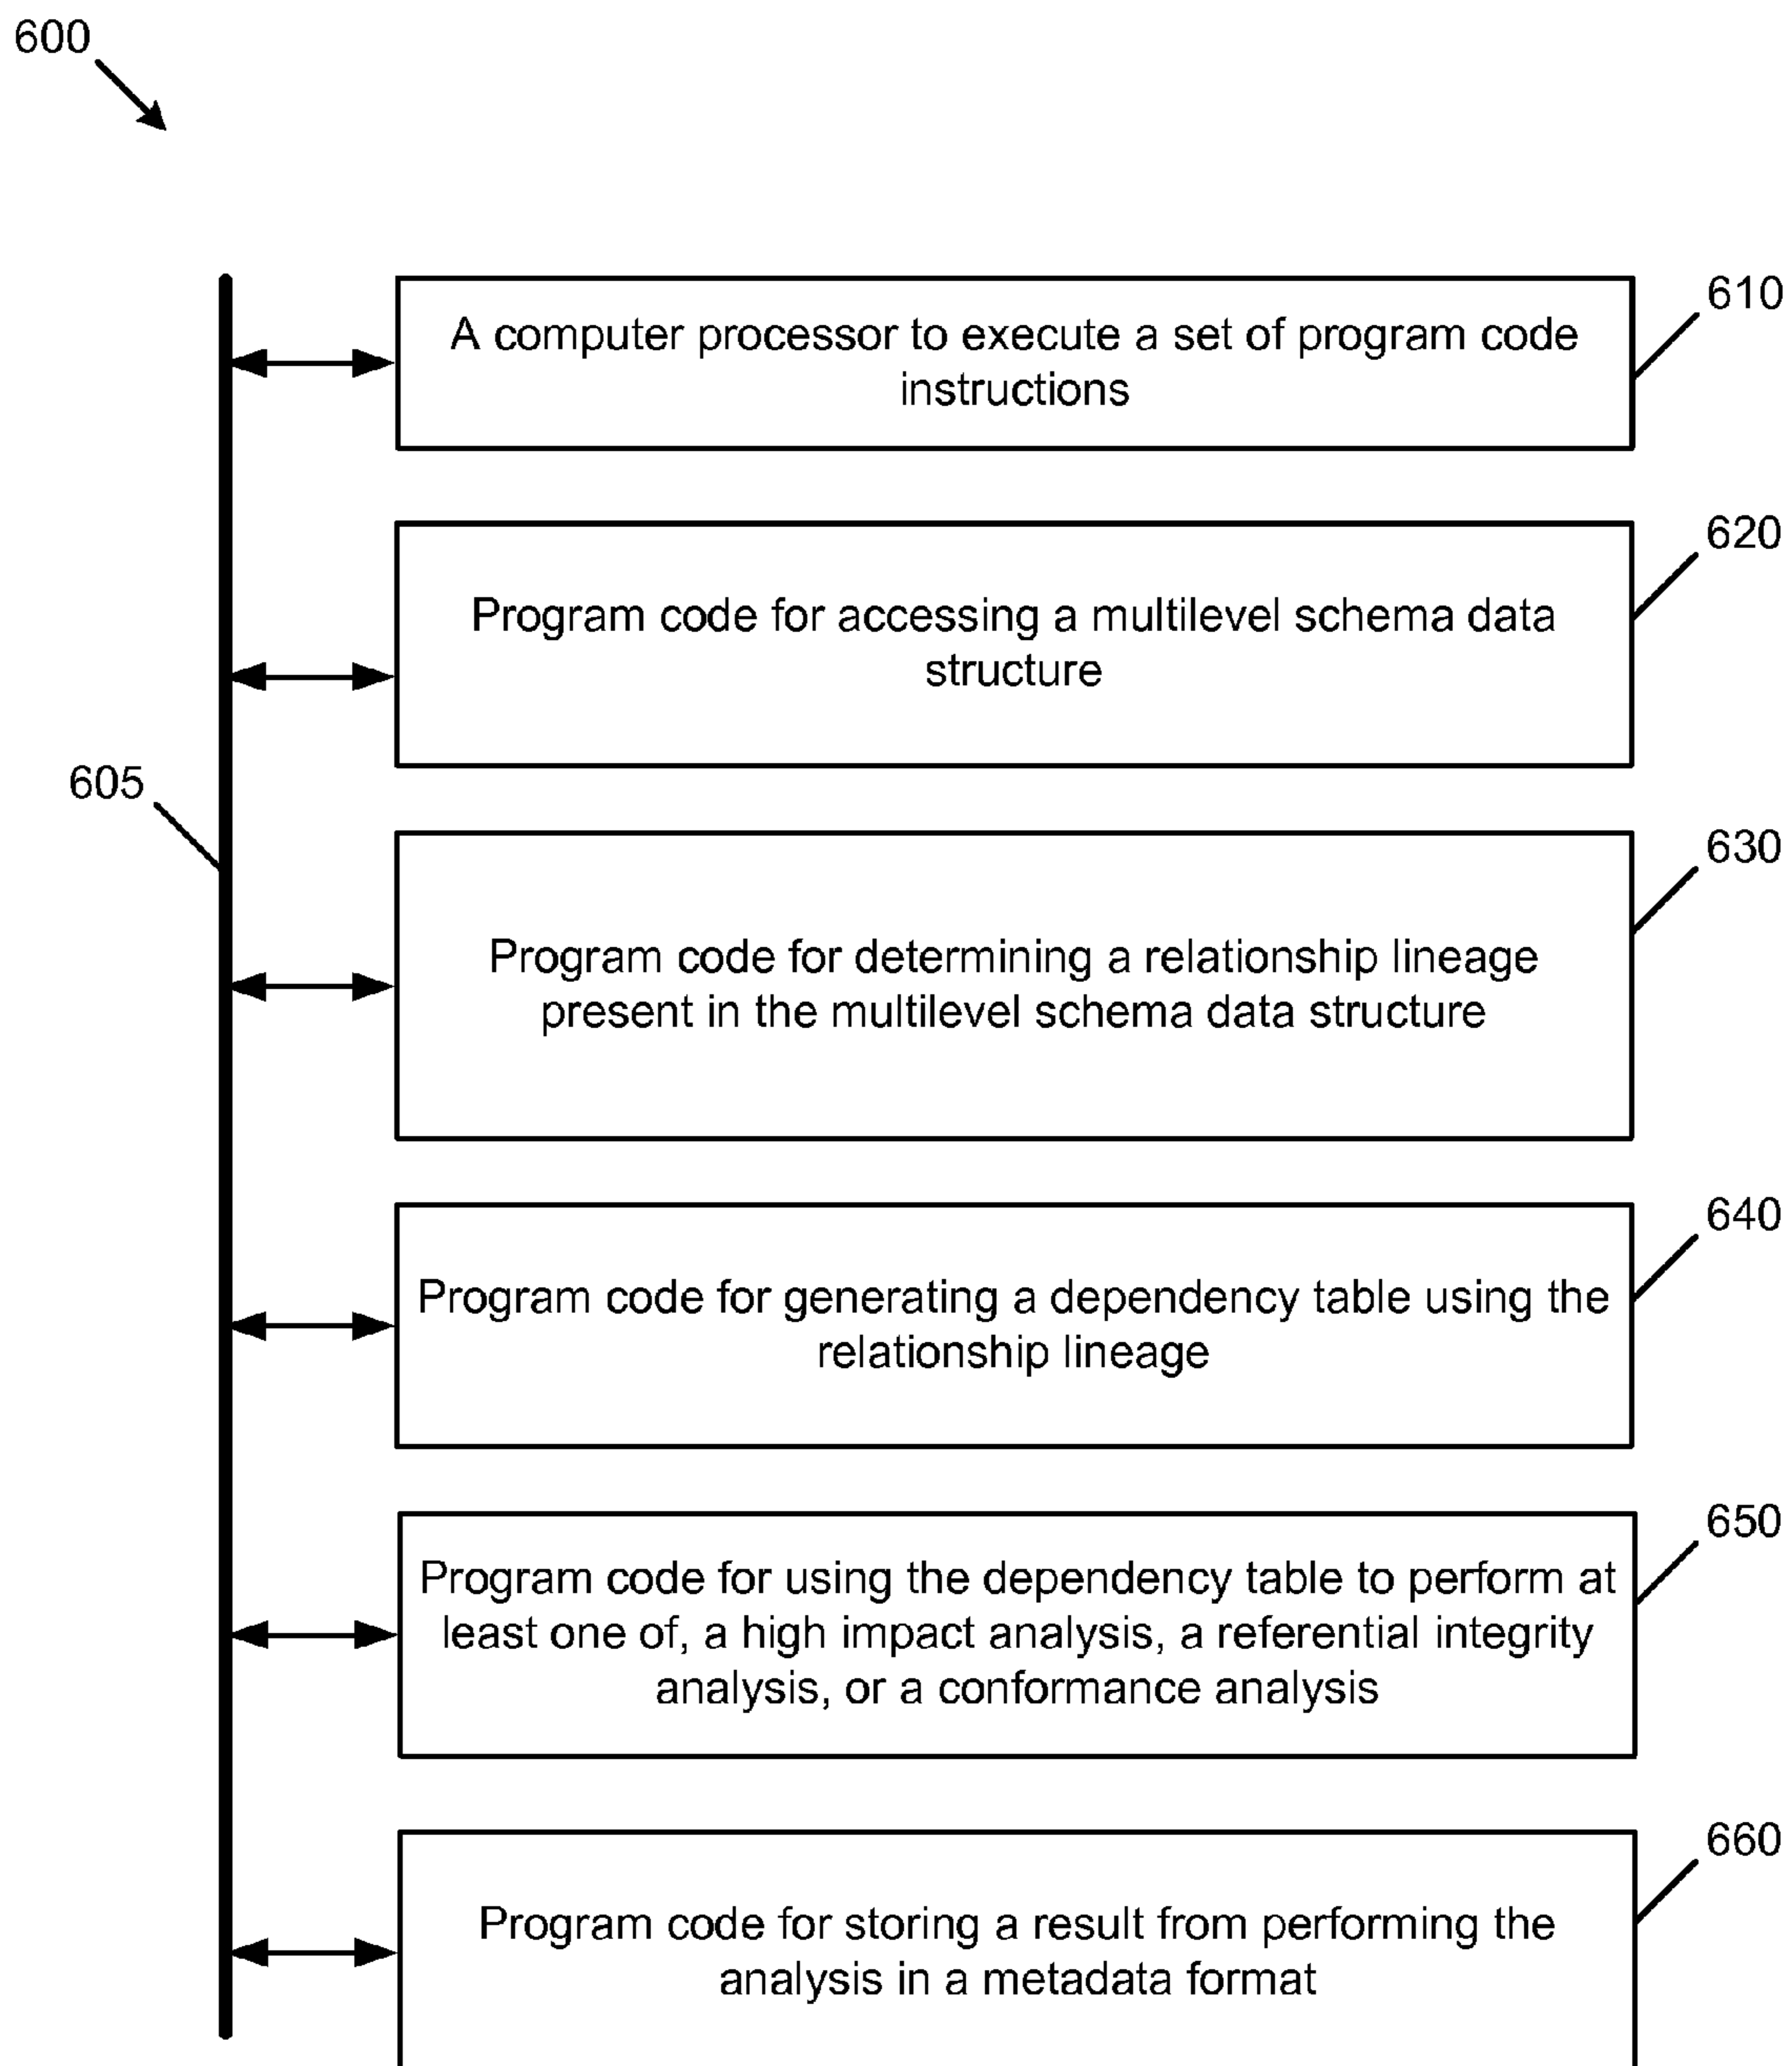 600
A computer processor to execute a set of program code
instructions
610
Program code for accessing a multilevel schema data
structure
620
605
Program code for determining a relationship lineage
present in the multilevel schema data structure
630
Program code for generating a dependency table using the
relationship lineage
640
Program code for using the dependency table to perform at
least one of, a high impact analysis, a referential integrity
analysis, or a conformance analysis
650
Program code for storing a result from performing the
analysis in a metadata format
660